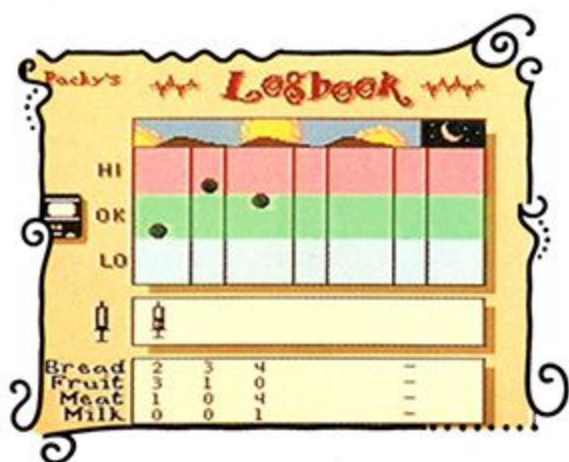 Packy's Logbook
HI
OK
LO
Bread 2 3 4 –
Fruit 3 1 0 –
Meat 1 0 4 –
Milk 0 0 1 –